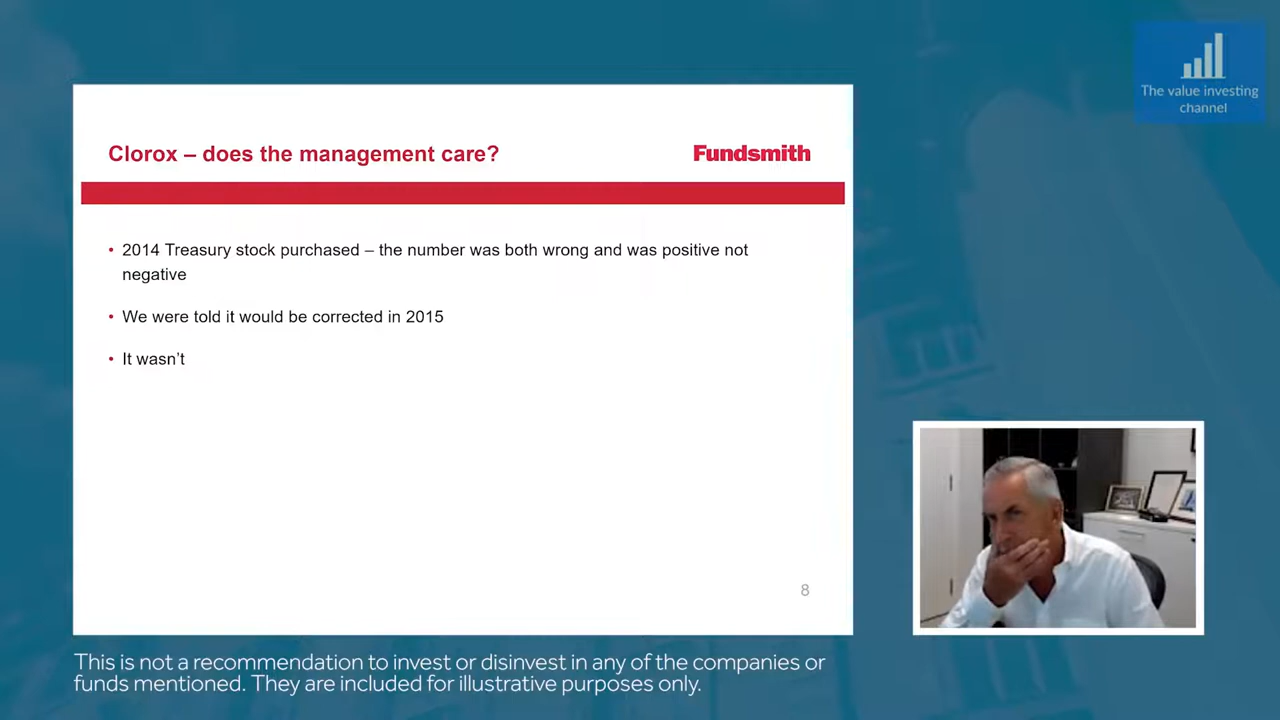 The value investing
channel
Clorox – does the management care?
Fundsmith
• 2014 Treasury stock purchased – the number was both wrong and was positive not
negative
• We were told it would be corrected in 2015
• It wasn't
8
This is not a recommendation to invest or disinvest in any of the companies or
funds mentioned. They are included for illustrative purposes only.